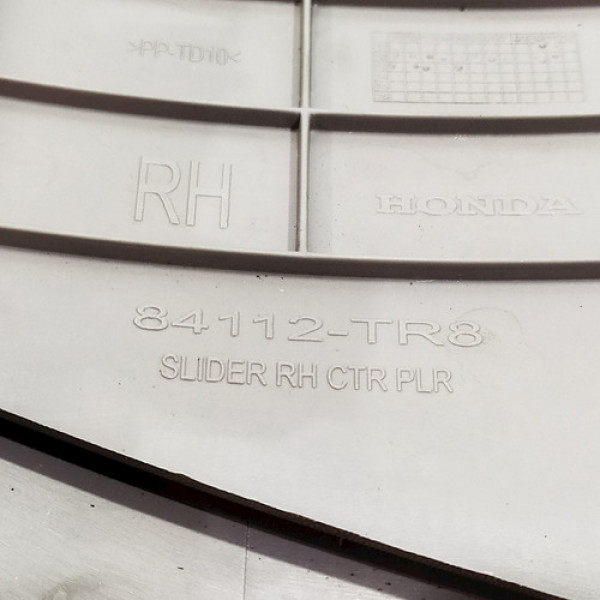 >PP-TD10<
RH
HONDA
84112-TR8
SLIDER RH CTR PLR